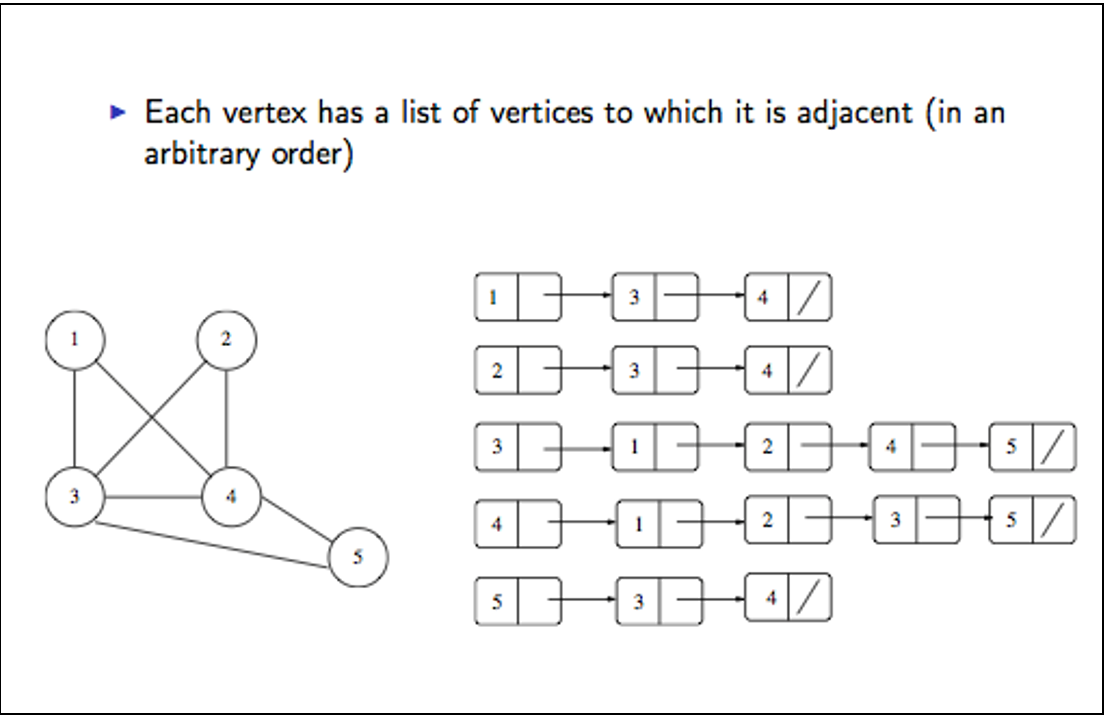 Each vertex has a list of vertices to which it is adjacent (in an
arbitrary order)
1 2
3 4
5
1 3 4
2 3 4
3 1 2 4 5
4 1 2 3 5
5 3 4